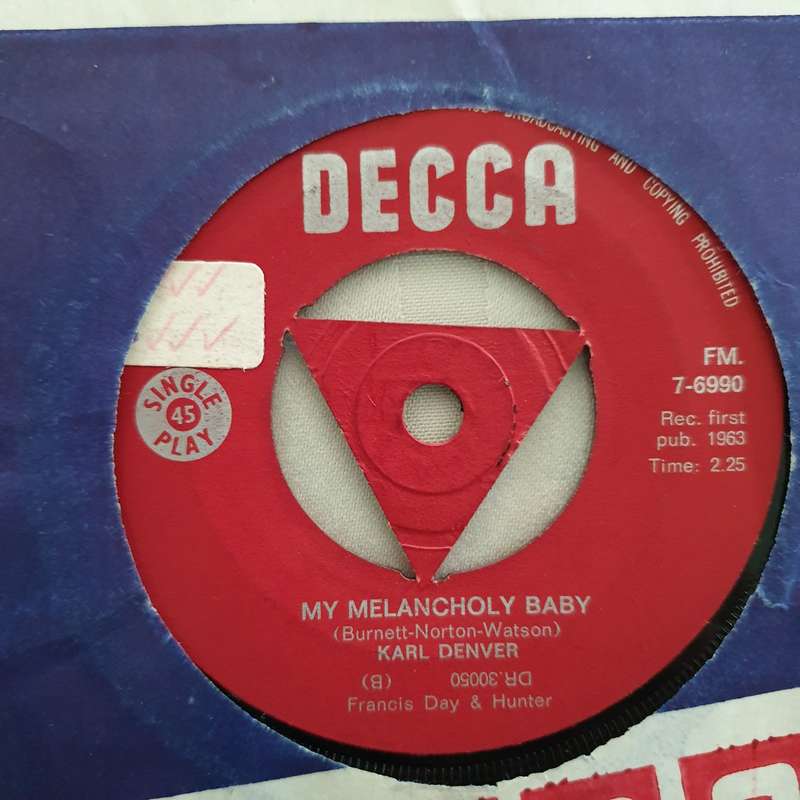 DECCA
BROADCASTING AND COPYING PROHIBITED
SINGLE
45
PLAY
FM.
7-6990
Rec. first
pub. 1963
Time: 2.25
MY MELANCHOLY BABY
(Burnett-Norton-Watson)
KARL DENVER
DR.30050 (B)
Francis Day & Hunter